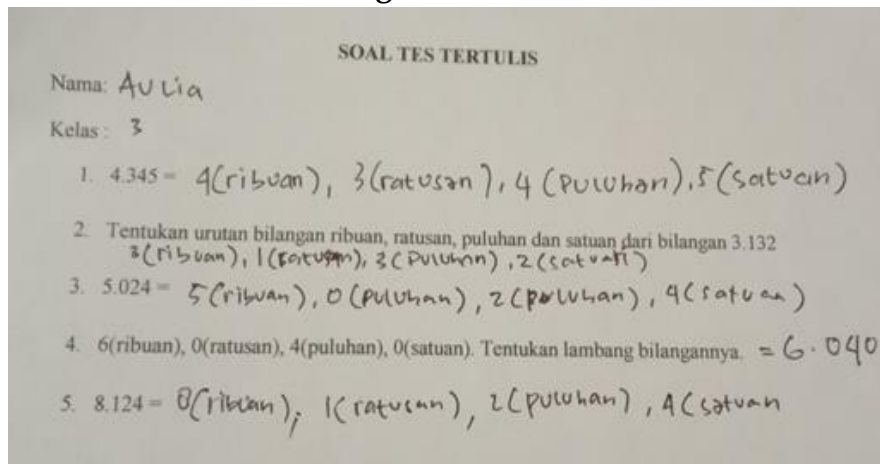 SOAL TES TERTULIS
Nama: AULia
Kelas : 3
1. 4.345 = 4(ribuan), 3(ratusan), 4 (Puluhan), 5(satuan)
2. Tentukan urutan bilangan ribuan, ratusan, puluhan dan satuan dari bilangan 3.132
3(ribuan), 1(ratusan), 3(Puluhan), 2(satuan)
3. 5.024 = 5(ribuan), 0(puluhan), 2(puluhan), 4(satuan)
4. 6(ribuan), 0(ratusan), 4(puluhan), 0(satuan). Tentukan lambang bilangannya. = 6.040
5. 8.124 = 8(ribuan), 1(ratusan), 2(puluhan), 4(satuan